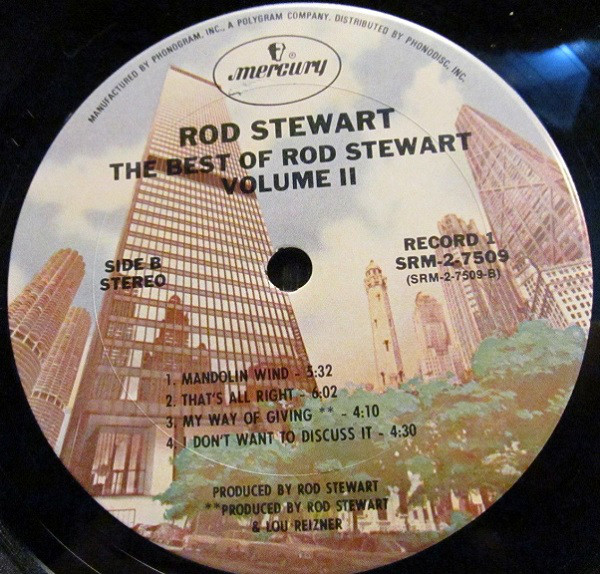 MANUFACTURED BY PHONOGRAM, INC., A POLYGRAM COMPANY. DISTRIBUTED BY PHONODISC, INC.
®
mercury
ROD STEWART
THE BEST OF ROD STEWART
VOLUME II
SIDE B
STEREO
RECORD 1
SRM-2-7509
(SRM-2-7509-B)
1. MANDOLIN WIND - 5:32
2. THAT'S ALL RIGHT - 6:02
3. MY WAY OF GIVING ** - 4:10
4. I DON'T WANT TO DISCUSS IT - 4:30
PRODUCED BY ROD STEWART
**PRODUCED BY ROD STEWART
& LOU REIZNER